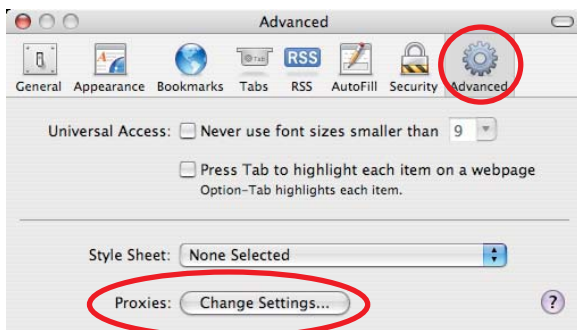 Advanced
General Appearance Bookmarks Tabs RSS AutoFill Security Advanced
Universal Access: Never use font sizes smaller than 9
Press Tab to highlight each item on a webpage
Option-Tab highlights each item.
Style Sheet: None Selected
Proxies: Change Settings... ?